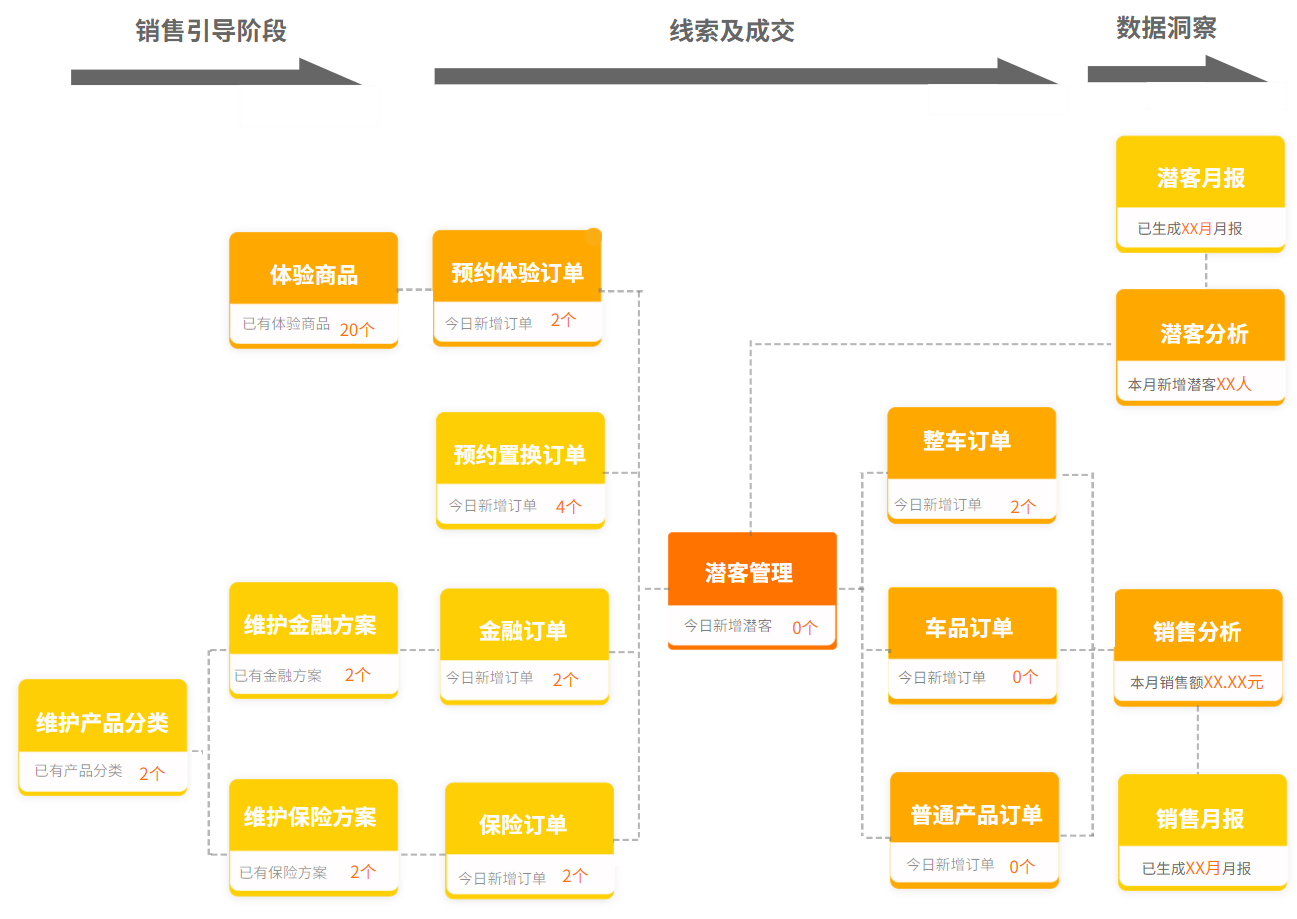 销售引导阶段
线索及成交
数据洞察
潜客月报
已生成XX月月报
体验商品
已有体验商品 20个
预约体验订单
今日新增订单 2个
潜客分析
本月新增潜客XX人
预约置换订单
今日新增订单 4个
整车订单
今日新增订单 2个
潜客管理
今日新增潜客 0个
维护金融方案
已有金融方案 2个
金融订单
今日新增订单 2个
车品订单
今日新增订单 0个
销售分析
本月销售额XX.XX元
维护产品分类
已有产品分类 2个
维护保险方案
已有保险方案 2个
保险订单
今日新增订单 2个
普通产品订单
今日新增订单 0个
销售月报
已生成XX月月报